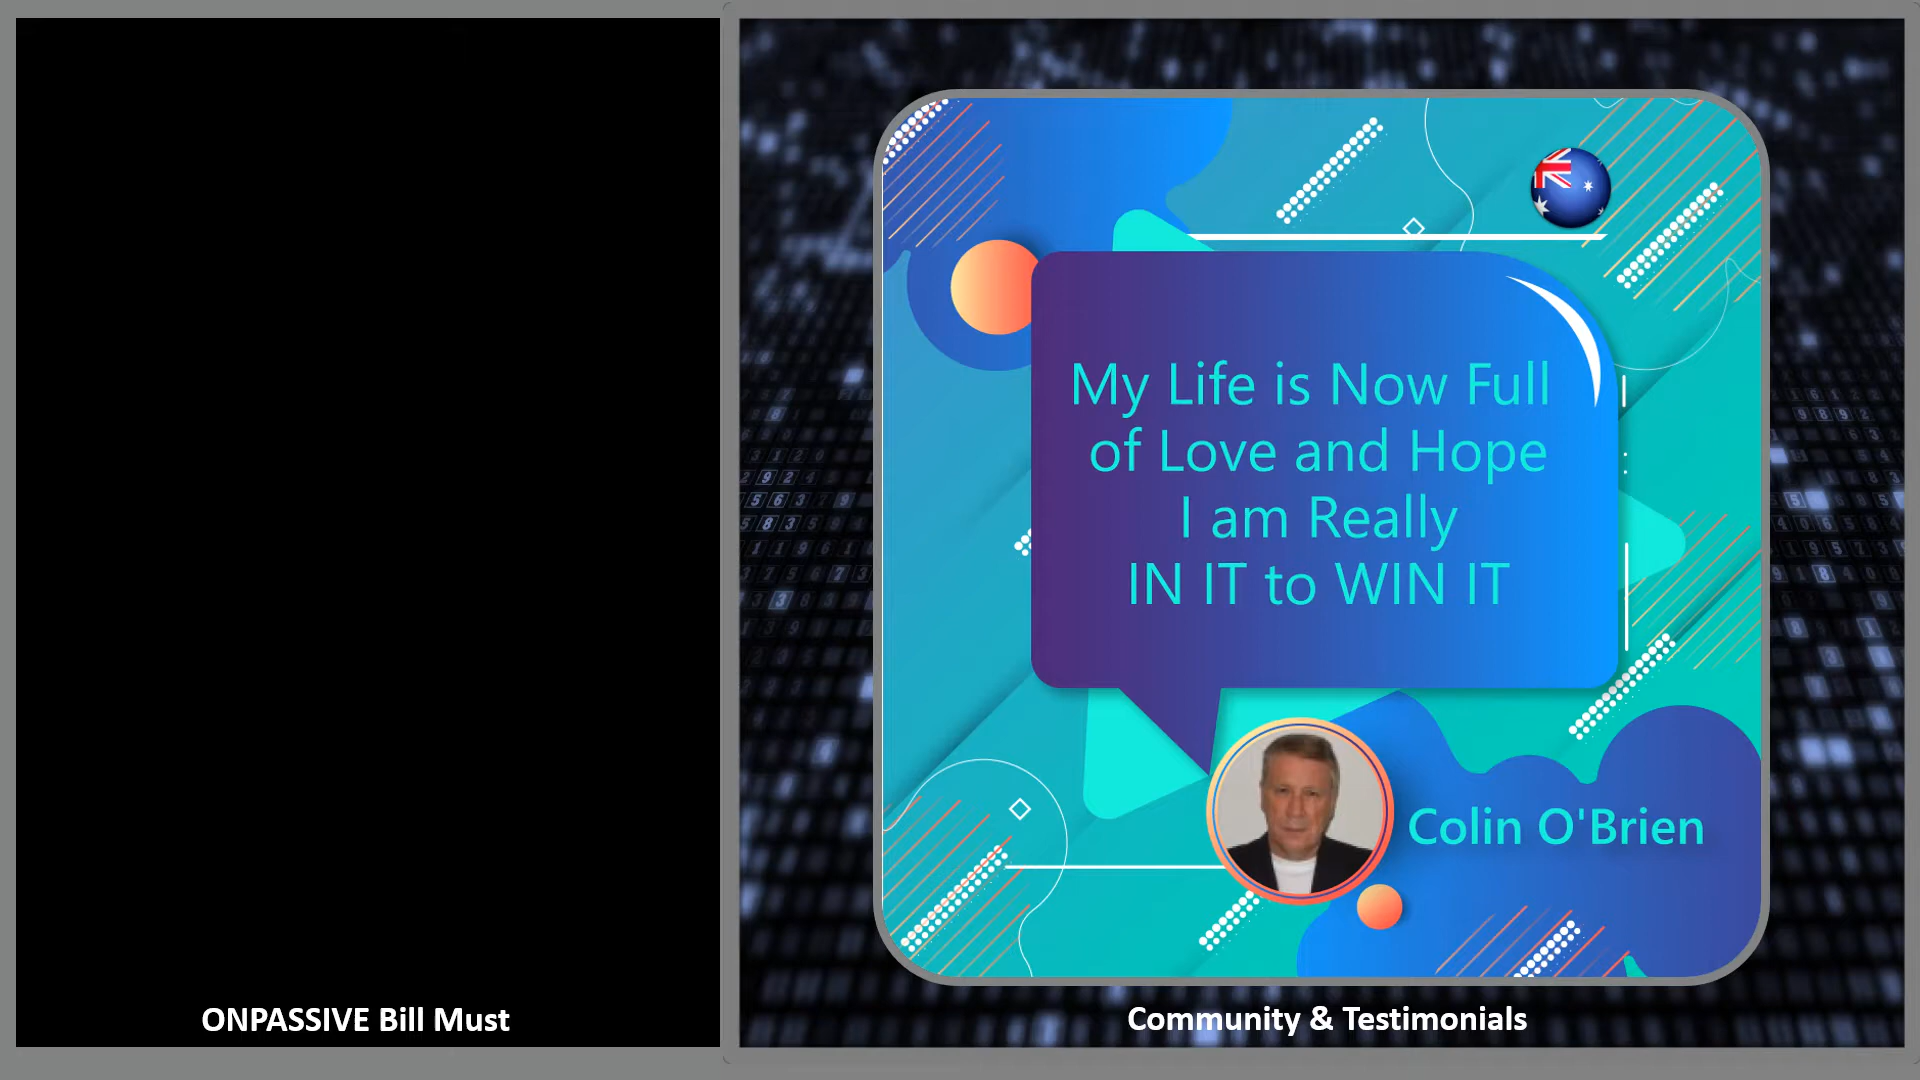 My Life is Now Full
of Love and Hope
I am Really
IN IT to WIN IT
Colin O'Brien
ONPASSIVE Bill Must
Community & Testimonials